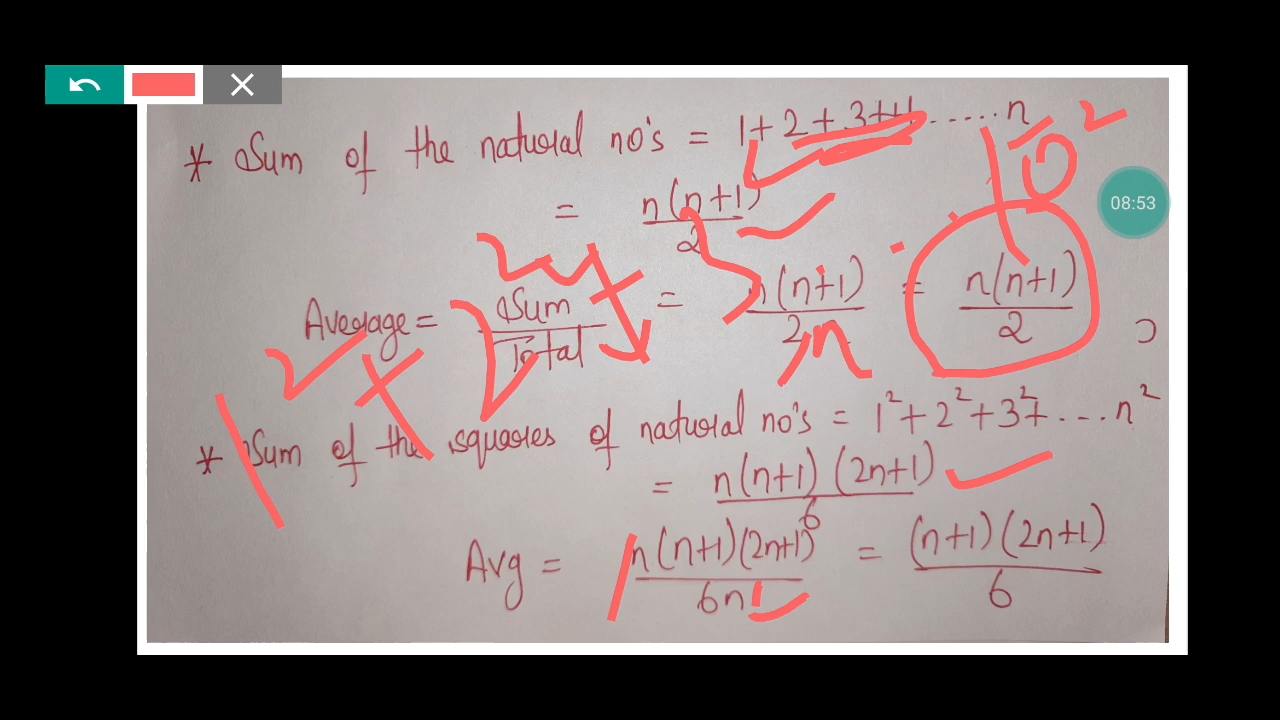 * Sum of the natural no's = 1 + 2 + 3 + 4 ...... n
= n(n+1)/2
Average = Sum/Total = n(n+1)/2n = n(n+1)/2
* Sum of the squares of natural no's = 1² + 2² + 3² + ... n²
= n(n+1)(2n+1)/6
Avg = n(n+1)(2n+1)/6n = (n+1)(2n+1)/6
08:53